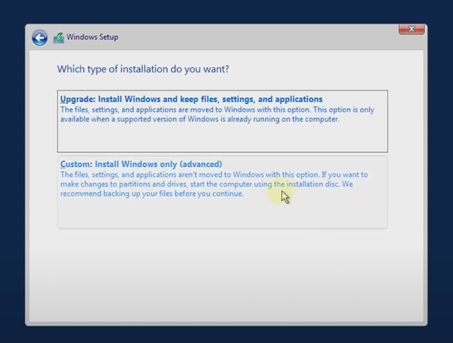 Windows Setup
Which type of installation do you want?
Upgrade: Install Windows and keep files, settings, and applications
The files, settings, and applications are moved to Windows with this option. This option is only
available when a supported version of Windows is already running on the computer.
Custom: Install Windows only (advanced)
The files, settings, and applications aren't moved to Windows with this option. If you want to
make changes to partitions and drives, start the computer using the installation disc. We
recommend backing up your files before you continue.